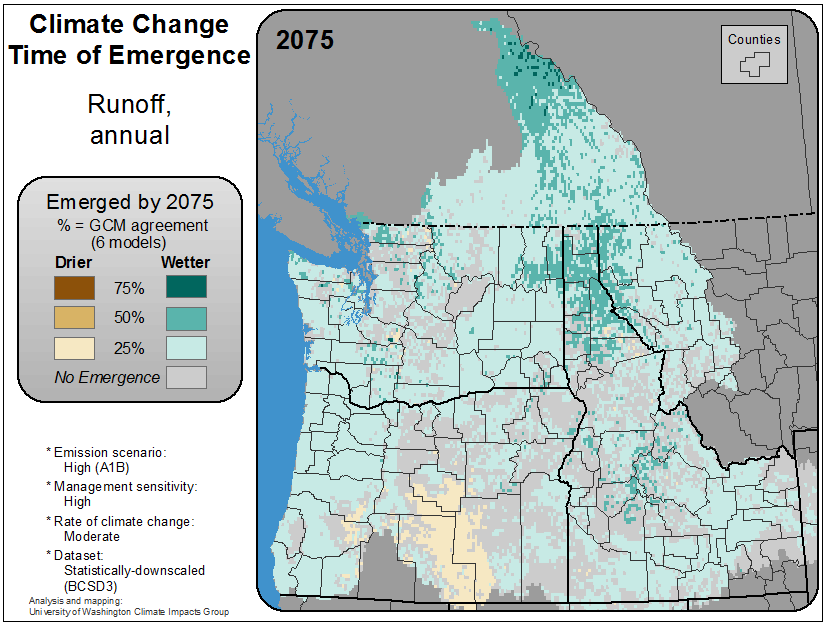 Climate Change
Time of Emergence
Runoff,
annual
Emerged by 2075
% = GCM agreement
(6 models)
Drier Wetter
75%
50%
25%
No Emergence
* Emission scenario:
High (A1B)
* Management sensitivity:
High
* Rate of climate change:
Moderate
* Dataset:
Statistically-downscaled
(BCSD3)
Analysis and mapping:
University of Washington Climate Impacts Group
2075
Counties